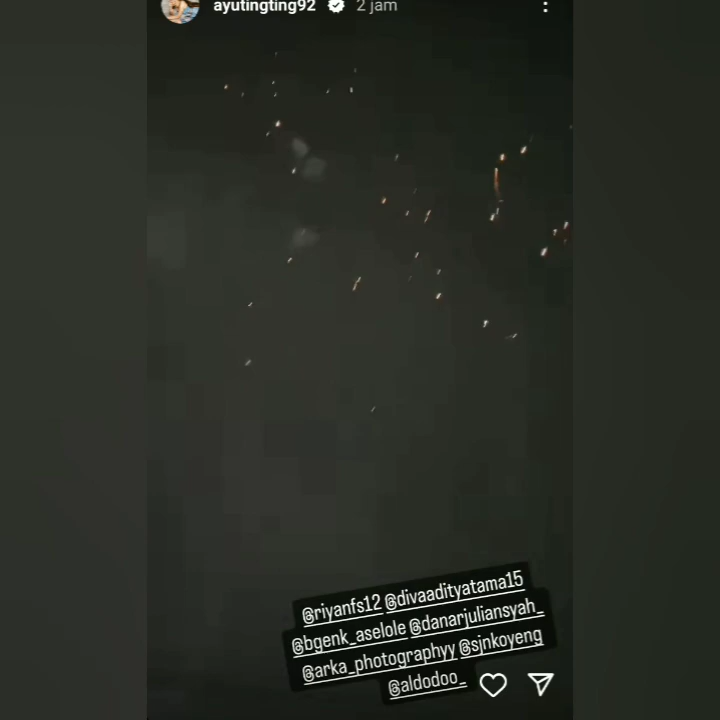 ayutingting92 2 jam
@riyanfs12 @divaadityatama15
@bgenk_aselole @danarjuliansyah_
@arka_photographyy @sjnkoyeng
@aldodoo_